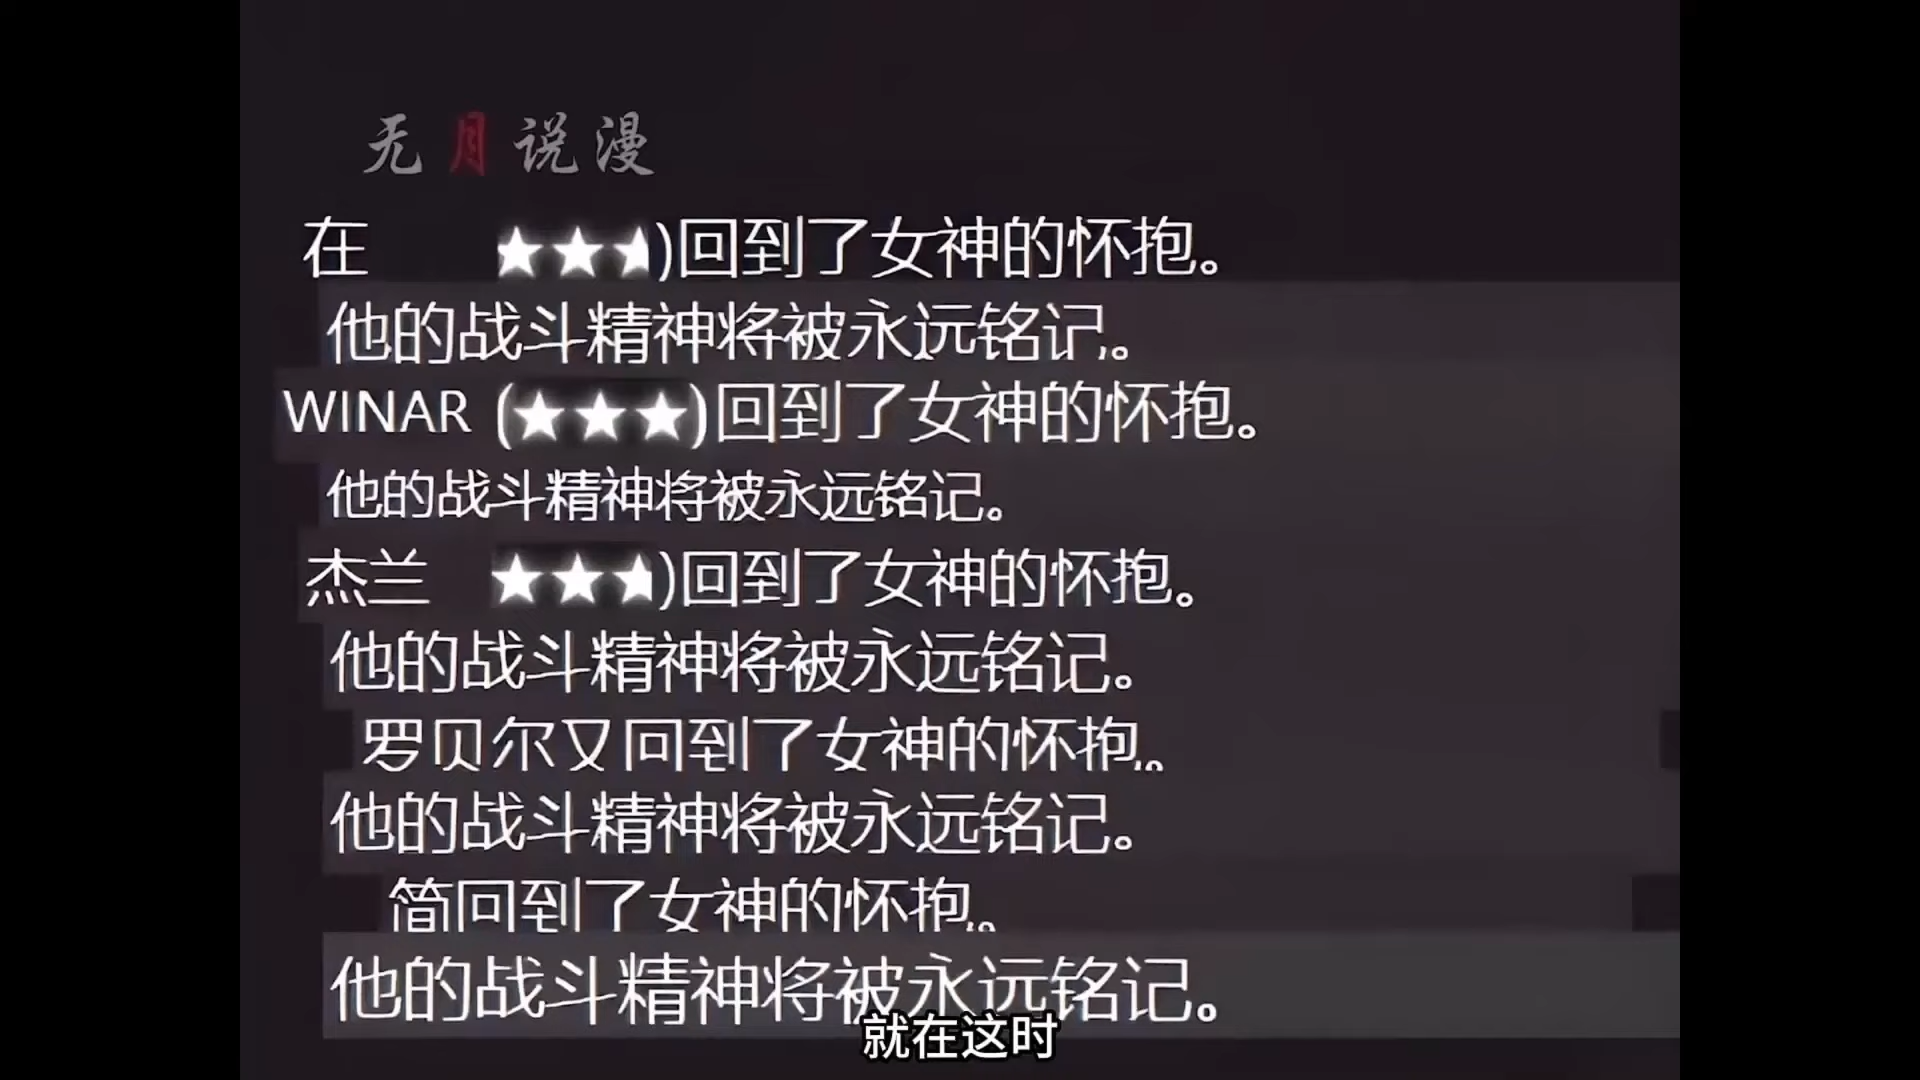 无月说漫
在 ★★★)回到了女神的怀抱。
他的战斗精神将被永远铭记,。
WINAR (★★★)回到了女神的怀抱。
他的战斗精神将被永远铭记。
杰兰 ★★★)回到了女神的怀抱。
他的战斗精神将被永远铭记。
罗贝尔又回到了女神的怀抱,。
他的战斗精神将被永远铭记。
简回到了女神的怀抱,。
他的战斗精神将被永远铭记。
就在这时